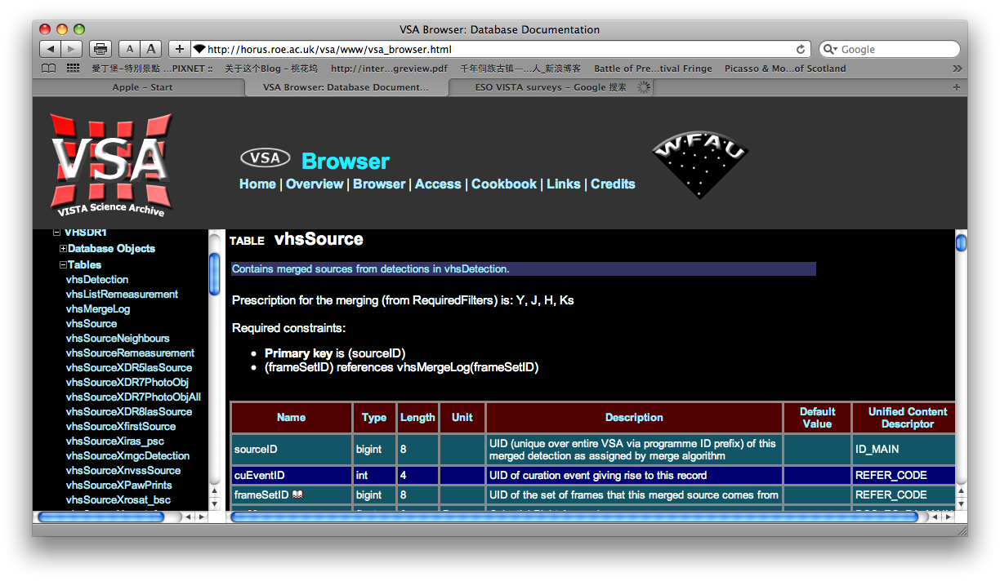 VSA Browser: Database Documentation
A A + http://horus.roe.ac.uk/vsa/www/vsa_browser.html Google
愛丁堡–特別景點 ...PIXNET :: 关于这个Blog – 桃花坞 http://inter...greview.pdf 千年侗族古镇—...人_新浪博客 Battle of Pre...tival Fringe Picasso & Mo...of Scotland »
Apple – Start VSA Browser: Database Document... ESO VISTA surveys – Google 搜索 +
VSA
VISTA Science Archive
VSA Browser
Home | Overview | Browser | Access | Cookbook | Links | Credits
WFAU
VHSDR1
Database Objects
Tables
vhsDetection
vhsListRemeasurement
vhsMergeLog
vhsSource
vhsSourceNeighbours
vhsSourceRemeasurement
vhsSourceXDR5lasSource
vhsSourceXDR7PhotoObj
vhsSourceXDR7PhotoObjAll
vhsSourceXDR8lasSource
vhsSourceXfirstSource
vhsSourceXiras_psc
vhsSourceXmgcDetection
vhsSourceXnvssSource
vhsSourceXPawPrints
vhsSourceXrosat_bsc
TABLE vhsSource
Contains merged sources from detections in vhsDetection.
Prescription for the merging (from RequiredFilters) is: Y, J, H, Ks
Required constraints:
• Primary key is (sourceID)
• (frameSetID) references vhsMergeLog(frameSetID)
Name Type Length Unit Description Default Value Unified Content Descriptor
sourceID bigint 8 UID (unique over entire VSA via programme ID prefix) of this merged detection as assigned by merge algorithm ID_MAIN
cuEventID int 4 UID of curation event giving rise to this record REFER_CODE
frameSetID bigint 8 UID of the set of frames that this merged source comes from REFER_CODE